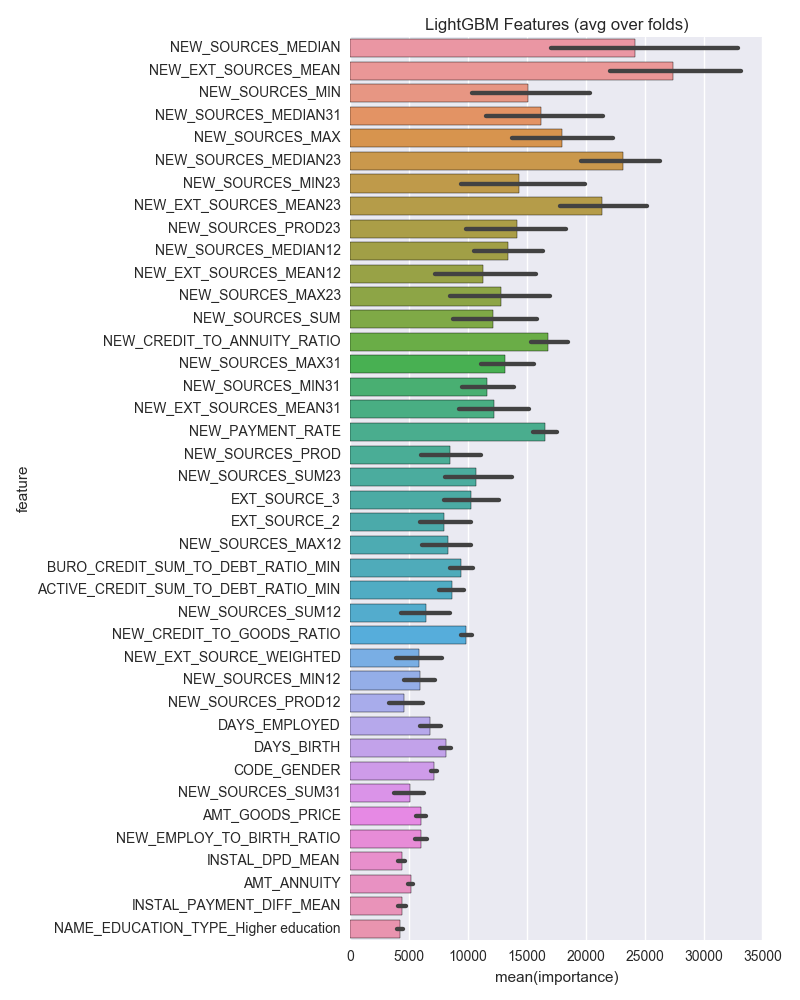 LightGBM Features (avg over folds)
NEW_SOURCES_MEDIAN
NEW_EXT_SOURCES_MEAN
NEW_SOURCES_MIN
NEW_SOURCES_MEDIAN31
NEW_SOURCES_MAX
NEW_SOURCES_MEDIAN23
NEW_SOURCES_MIN23
NEW_EXT_SOURCES_MEAN23
NEW_SOURCES_PROD23
NEW_SOURCES_MEDIAN12
NEW_EXT_SOURCES_MEAN12
NEW_SOURCES_MAX23
NEW_SOURCES_SUM
NEW_CREDIT_TO_ANNUITY_RATIO
NEW_SOURCES_MAX31
NEW_SOURCES_MIN31
NEW_EXT_SOURCES_MEAN31
NEW_PAYMENT_RATE
NEW_SOURCES_PROD
NEW_SOURCES_SUM23
EXT_SOURCE_3
EXT_SOURCE_2
NEW_SOURCES_MAX12
BURO_CREDIT_SUM_TO_DEBT_RATIO_MIN
ACTIVE_CREDIT_SUM_TO_DEBT_RATIO_MIN
NEW_SOURCES_SUM12
NEW_CREDIT_TO_GOODS_RATIO
NEW_EXT_SOURCE_WEIGHTED
NEW_SOURCES_MIN12
NEW_SOURCES_PROD12
DAYS_EMPLOYED
DAYS_BIRTH
CODE_GENDER
NEW_SOURCES_SUM31
AMT_GOODS_PRICE
NEW_EMPLOY_TO_BIRTH_RATIO
INSTAL_DPD_MEAN
AMT_ANNUITY
INSTAL_PAYMENT_DIFF_MEAN
NAME_EDUCATION_TYPE_Higher education
feature
0 5000 10000 15000 20000 25000 30000 35000
mean(importance)